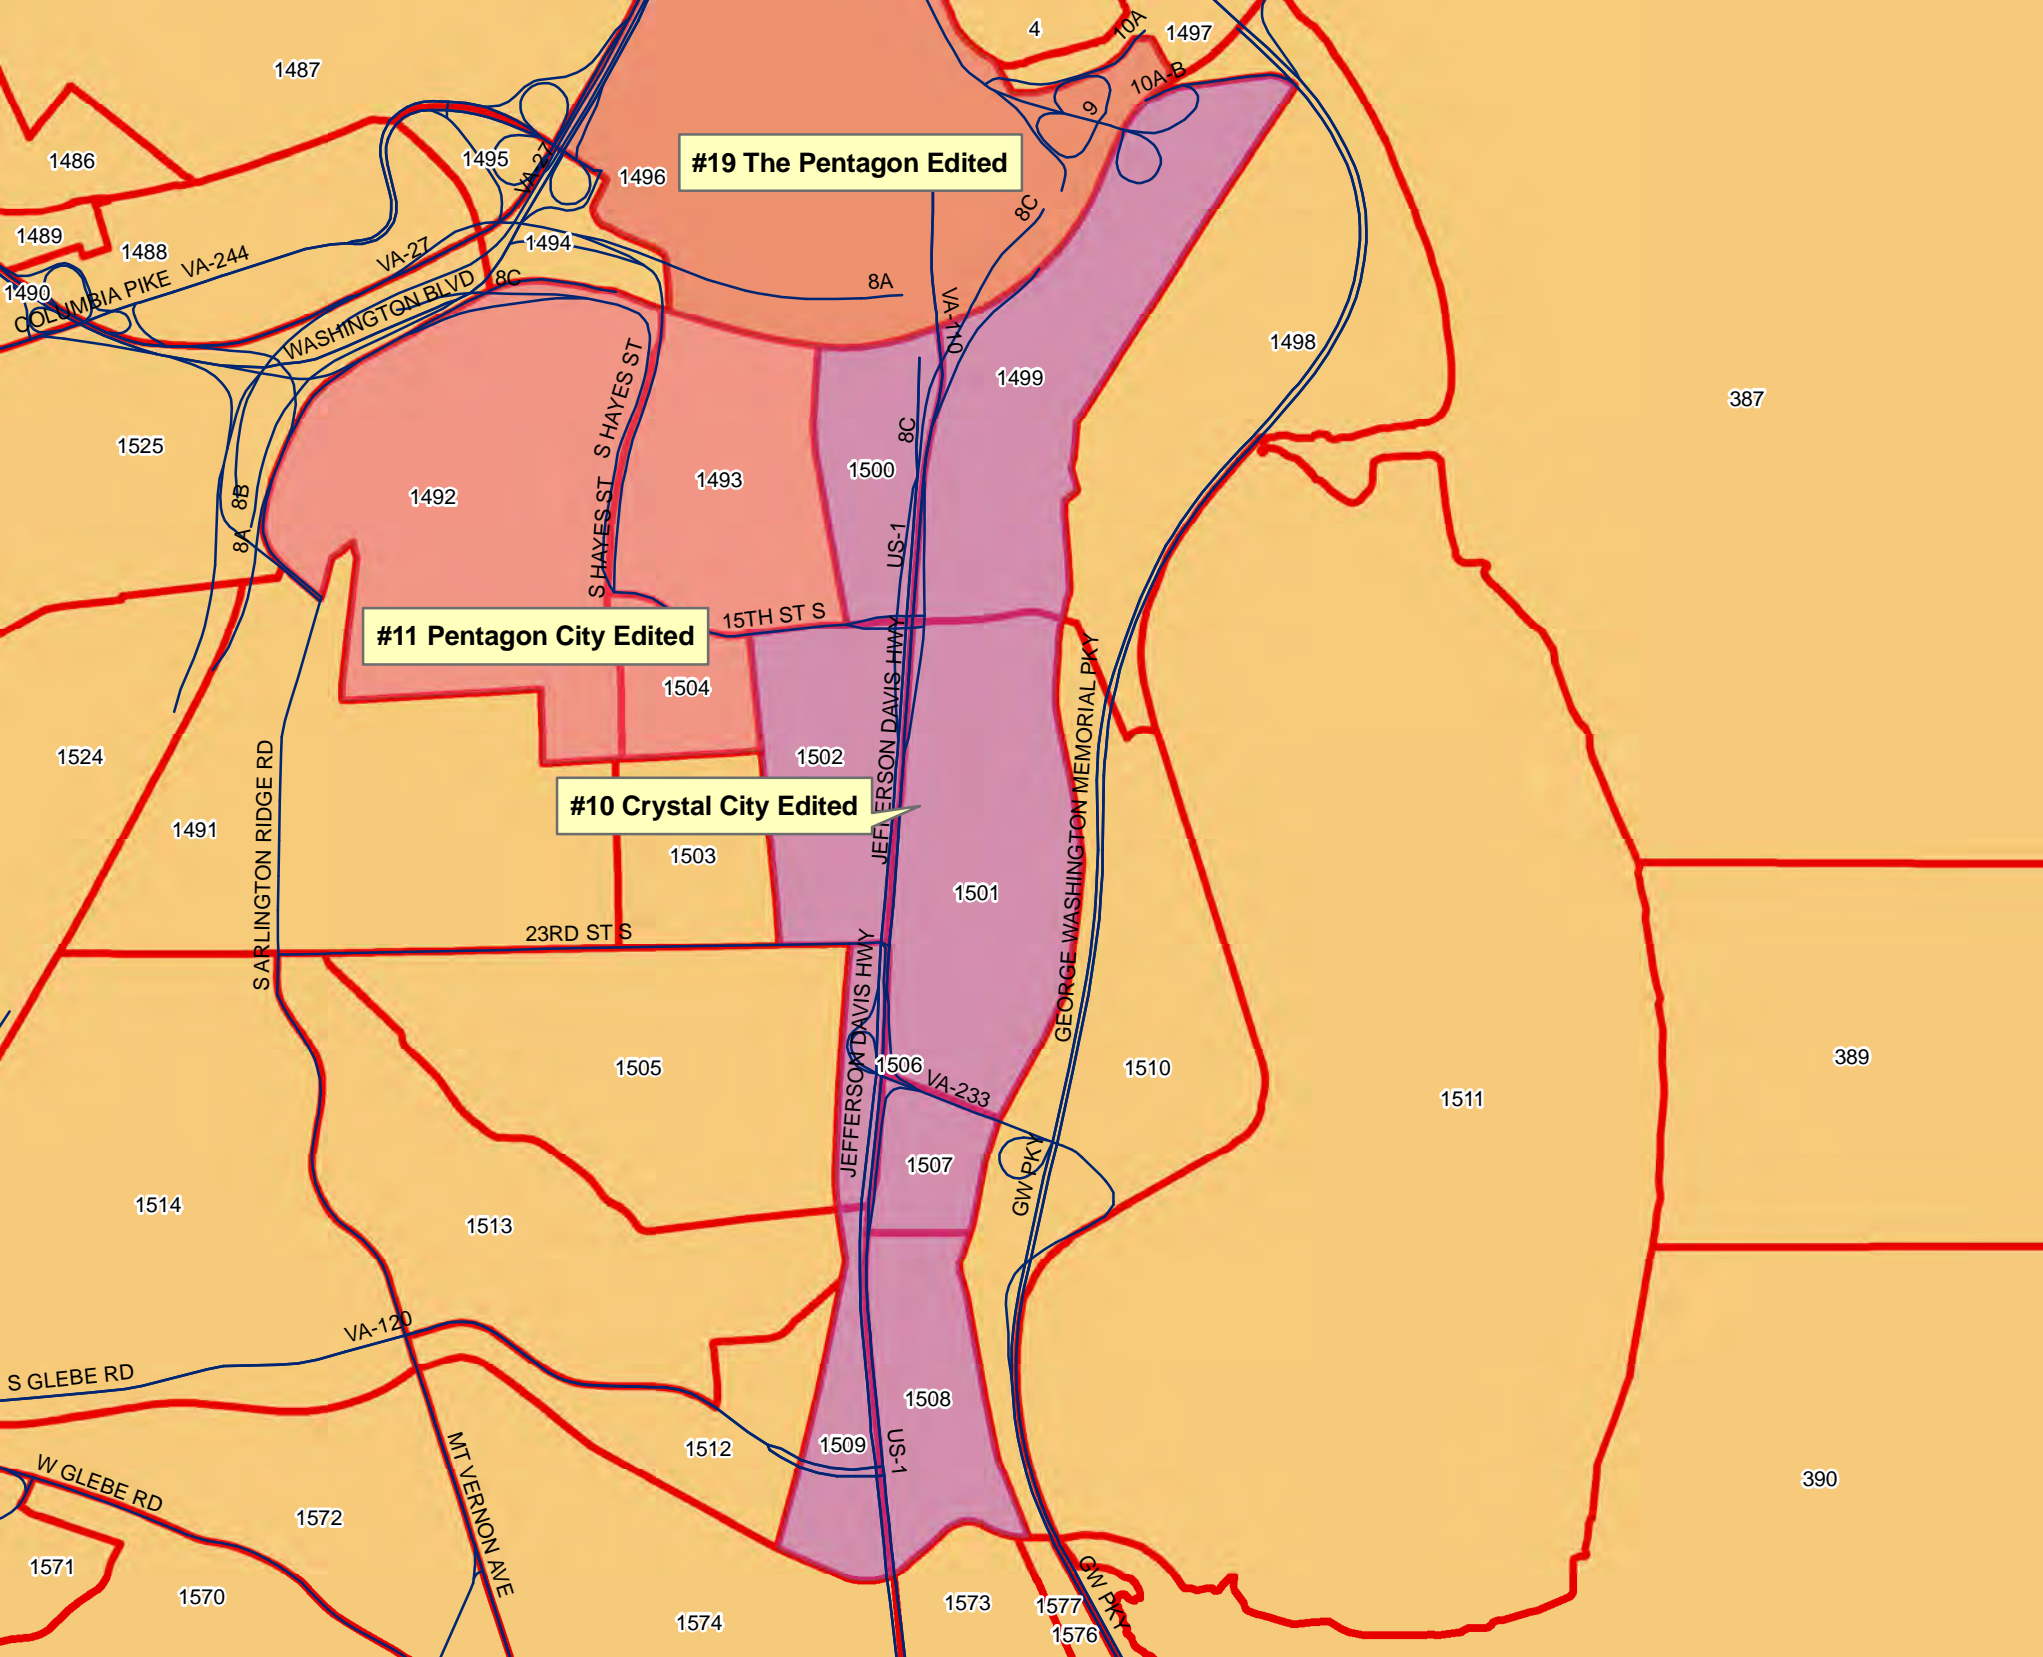 4
10A
1497
1487
10A-B
9
1486
1495
VA-27
1496
#19 The Pentagon Edited
8C
1489
1488
VA-244
VA-27
1494
8A
1490
COLUMBIA PIKE
WASHINGTON BLVD
8C
VA-110
1498
1499
S HAYES ST
387
8C
1525
1500
1493
1492
8B
S HAYES ST
US-1
8A
15TH ST S
#11 Pentagon City Edited
JEFFERSON DAVIS HWY
GEORGE WASHINGTON MEMORIAL PKY
1504
1524
1502
S ARLINGTON RIDGE RD
#10 Crystal City Edited
1491
1503
1501
23RD ST S
JEFFERSON DAVIS HWY
1505
1506
VA-233
1510
389
1511
1507
GW PKY
1514
1513
VA-120
S GLEBE RD
1508
1509
1512
US-1
W GLEBE RD
MT VERNON AVE
390
1572
1571
1570
GW PKY
1573
1577
1574
1576